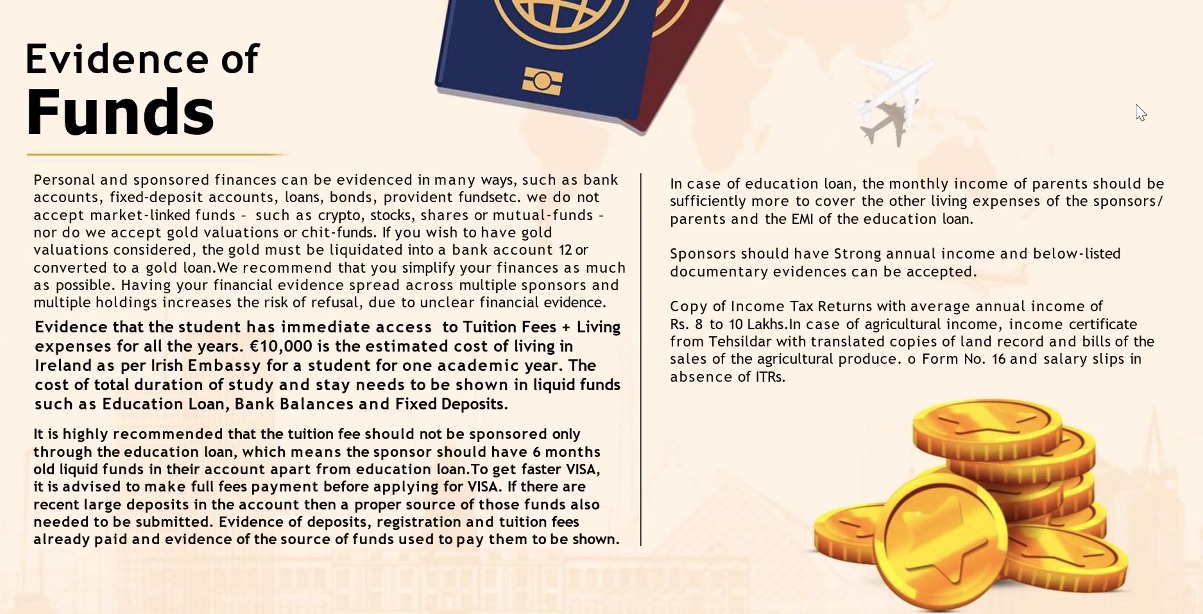 Evidence of
Funds
Personal and sponsored finances can be evidenced in many ways, such as bank
accounts, fixed-deposit accounts, loans, bonds, provident fundsetc. we do not
accept market-linked funds - such as crypto, stocks, shares or mutual-funds -
nor do we accept gold valuations or chit-funds. If you wish to have gold
valuations considered, the gold must be liquidated into a bank account 12 or
converted to a gold loan.We recommend that you simplify your finances as much
as possible. Having your financial evidence spread across multiple sponsors and
multiple holdings increases the risk of refusal, due to unclear financial evidence.
Evidence that the student has immediate access to Tuition Fees + Living
expenses for all the years. €10,000 is the estimated cost of living in
Ireland as per Irish Embassy for a student for one academic year. The
cost of total duration of study and stay needs to be shown in liquid funds
such as Education Loan, Bank Balances and Fixed Deposits.
It is highly recommended that the tuition fee should not be sponsored only
through the education loan, which means the sponsor should have 6 months
old liquid funds in their account apart from education loan.To get faster VISA,
it is advised to make full fees payment before applying for VISA. If there are
recent large deposits in the account then a proper source of those funds also
needed to be submitted. Evidence of deposits, registration and tuition fees
already paid and evidence of the source of funds used to pay them to be shown.
In case of education loan, the monthly income of parents should be
sufficiently more to cover the other living expenses of the sponsors/
parents and the EMI of the education loan.
Sponsors should have Strong annual income and below-listed
documentary evidences can be accepted.
Copy of Income Tax Returns with average annual income of
Rs. 8 to 10 Lakhs.In case of agricultural income, income certificate
from Tehsildar with translated copies of land record and bills of the
sales of the agricultural produce. o Form No. 16 and salary slips in
absence of ITRs.